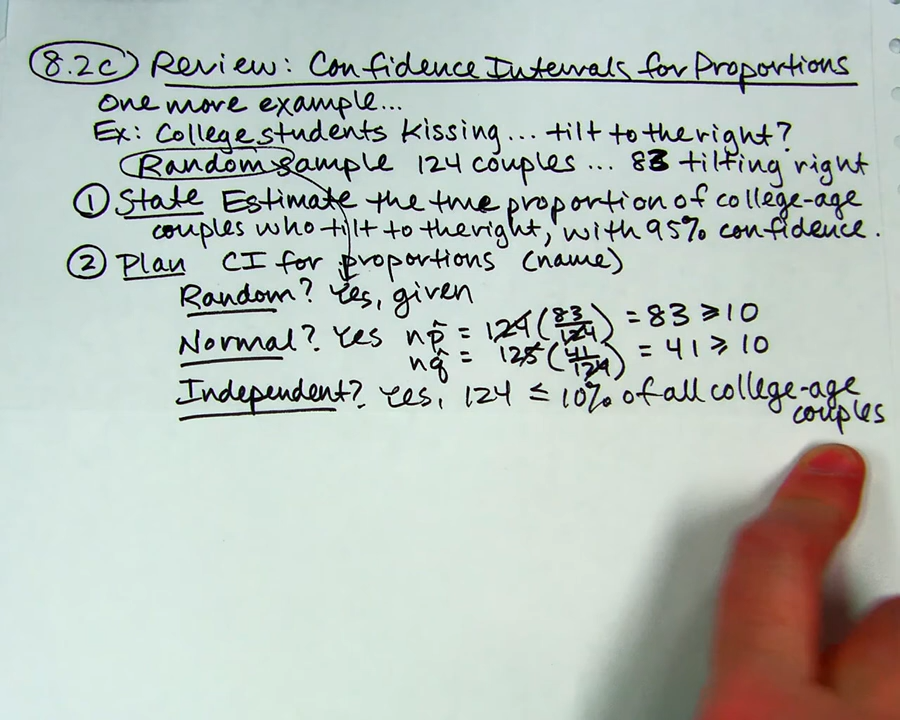 8.2c Review: Confidence Intervals for Proportions
One more example...
Ex: College students kissing... tilt to the right?
Random sample 124 couples... 83 tilting right
① State Estimate the true proportion of college-age
couples who tilt to the right, with 95% confidence.
② Plan CI for proportions (name)
Random? Yes, given
Normal? Yes np̂ = 124(83/124) = 83 ≥ 10
nq̂ = 125(41/124) = 41 ≥ 10
Independent? Yes, 124 ≤ 10% of all college-age
couples